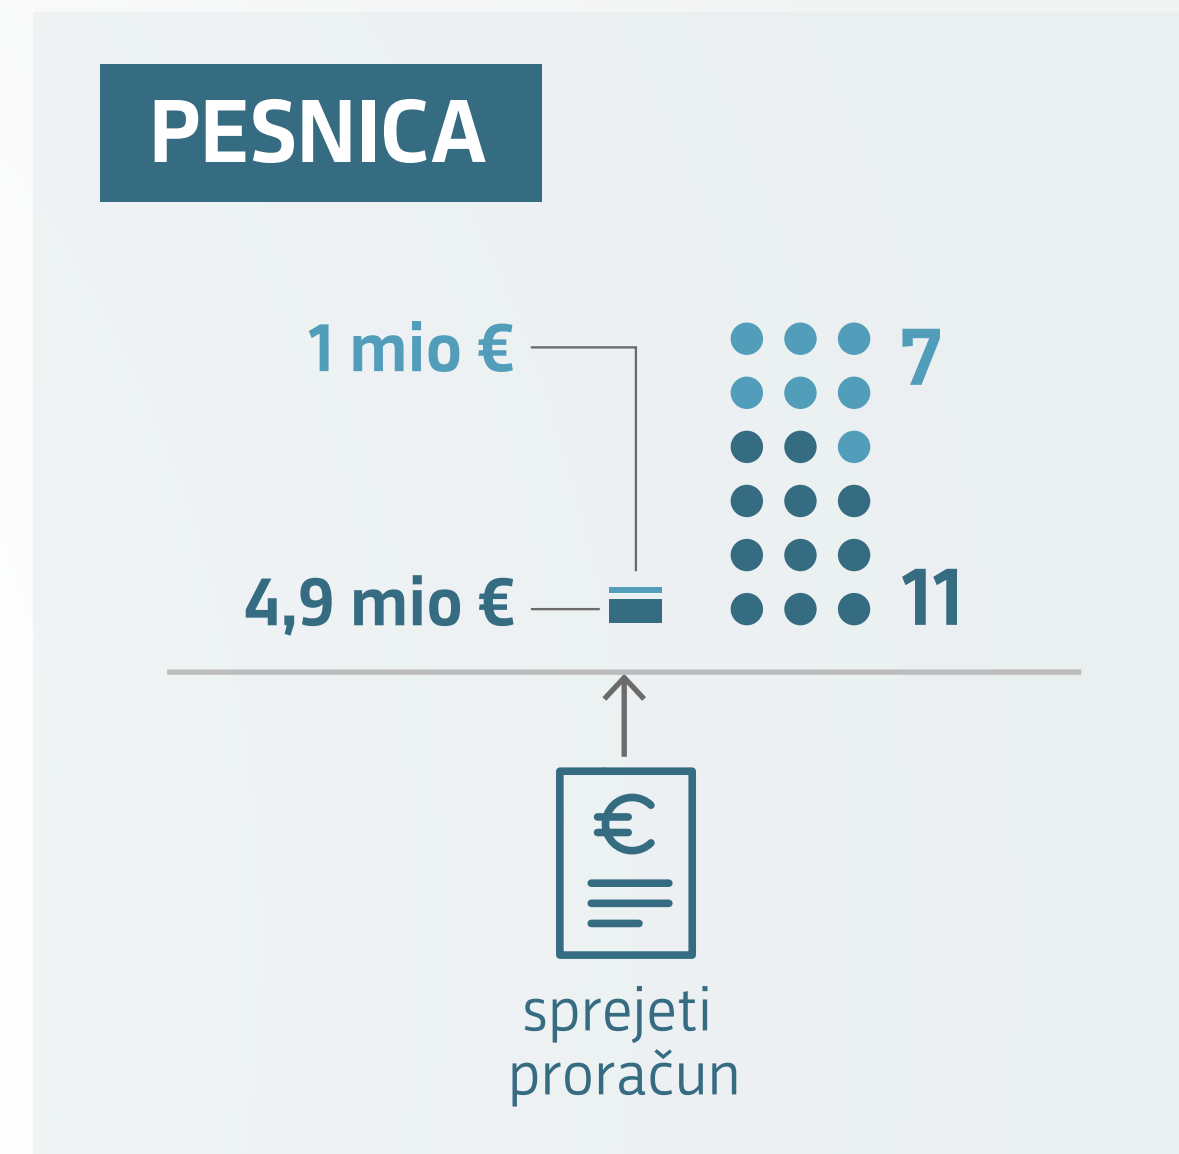 PESNICA
1 mio €
7
4,9 mio €
11
€
sprejeti
proračun